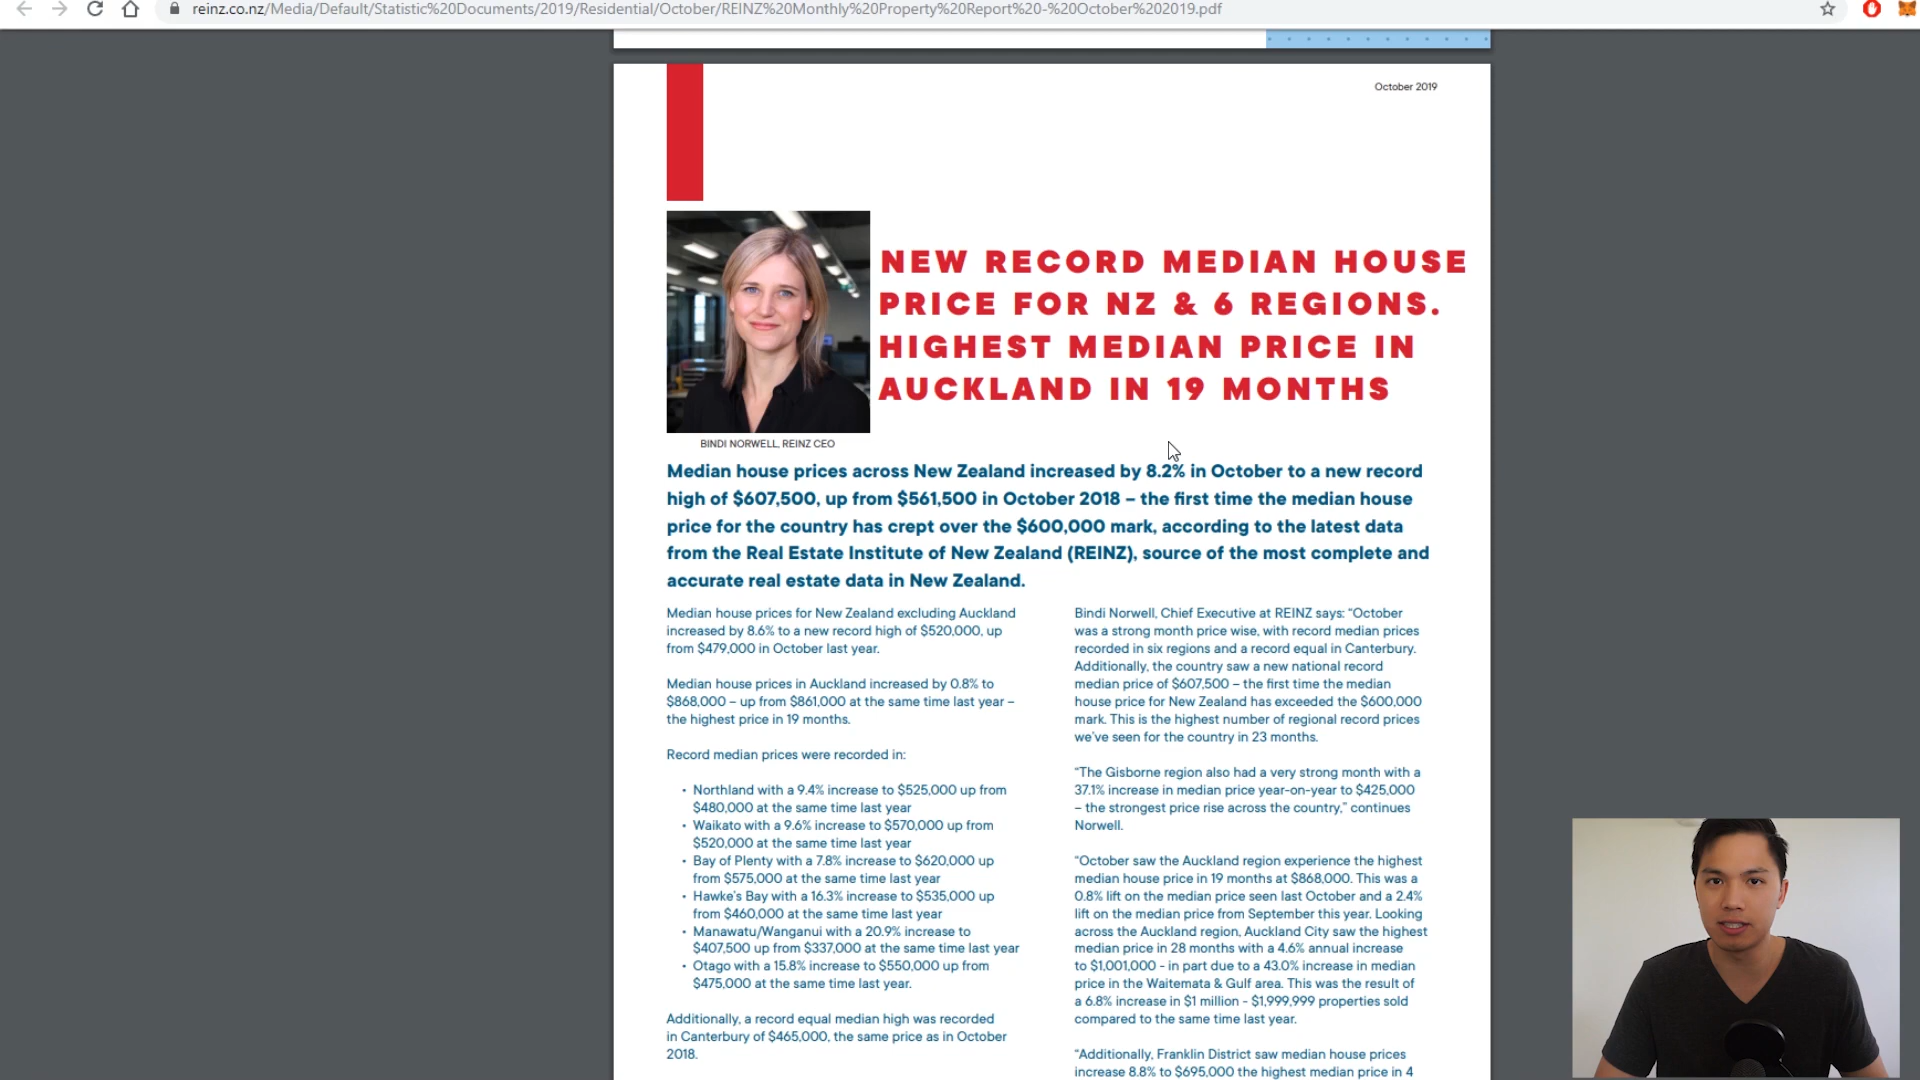 reinz.co.nz/Media/Default/Statistic%20Documents/2019/Residential/October/REINZ%20Monthly%20Property%20Report%20-%20October%202019.pdf
October 2019
NEW RECORD MEDIAN HOUSE
PRICE FOR NZ & 6 REGIONS.
HIGHEST MEDIAN PRICE IN
AUCKLAND IN 19 MONTHS
BINDI NORWELL, REINZ CEO
Median house prices across New Zealand increased by 8.2% in October to a new record
high of $607,500, up from $561,500 in October 2018 – the first time the median house
price for the country has crept over the $600,000 mark, according to the latest data
from the Real Estate Institute of New Zealand (REINZ), source of the most complete and
accurate real estate data in New Zealand.
Median house prices for New Zealand excluding Auckland
increased by 8.6% to a new record high of $520,000, up
from $479,000 in October last year.
Median house prices in Auckland increased by 0.8% to
$868,000 – up from $861,000 at the same time last year –
the highest price in 19 months.
Record median prices were recorded in:
• Northland with a 9.4% increase to $525,000 up from
$480,000 at the same time last year
• Waikato with a 9.6% increase to $570,000 up from
$520,000 at the same time last year
• Bay of Plenty with a 7.8% increase to $620,000 up
from $575,000 at the same time last year
• Hawke's Bay with a 16.3% increase to $535,000 up
from $460,000 at the same time last year
• Manawatu/Wanganui with a 20.9% increase to
$407,500 up from $337,000 at the same time last year
• Otago with a 15.8% increase to $550,000 up from
$475,000 at the same time last year.
Additionally, a record equal median high was recorded
in Canterbury of $465,000, the same price as in October
2018.
Bindi Norwell, Chief Executive at REINZ says: “October
was a strong month price wise, with record median prices
recorded in six regions and a record equal in Canterbury.
Additionally, the country saw a new national record
median price of $607,500 – the first time the median
house price for New Zealand has exceeded the $600,000
mark. This is the highest number of regional record prices
we've seen for the country in 23 months.
“The Gisborne region also had a very strong month with a
37.1% increase in median price year-on-year to $425,000
– the strongest price rise across the country,” continues
Norwell.
“October saw the Auckland region experience the highest
median house price in 19 months at $868,000. This was a
0.8% lift on the median price seen last October and a 2.4%
lift on the median price from September this year. Looking
across the Auckland region, Auckland City saw the highest
median price in 28 months with a 4.6% annual increase
to $1,001,000 - in part due to a 43.0% increase in median
price in the Waitemata & Gulf area. This was the result of
a 6.8% increase in $1 million - $1,999,999 properties sold
compared to the same time last year.
“Additionally, Franklin District saw median house prices
increase 8.8% to $695,000 the highest median price in 4